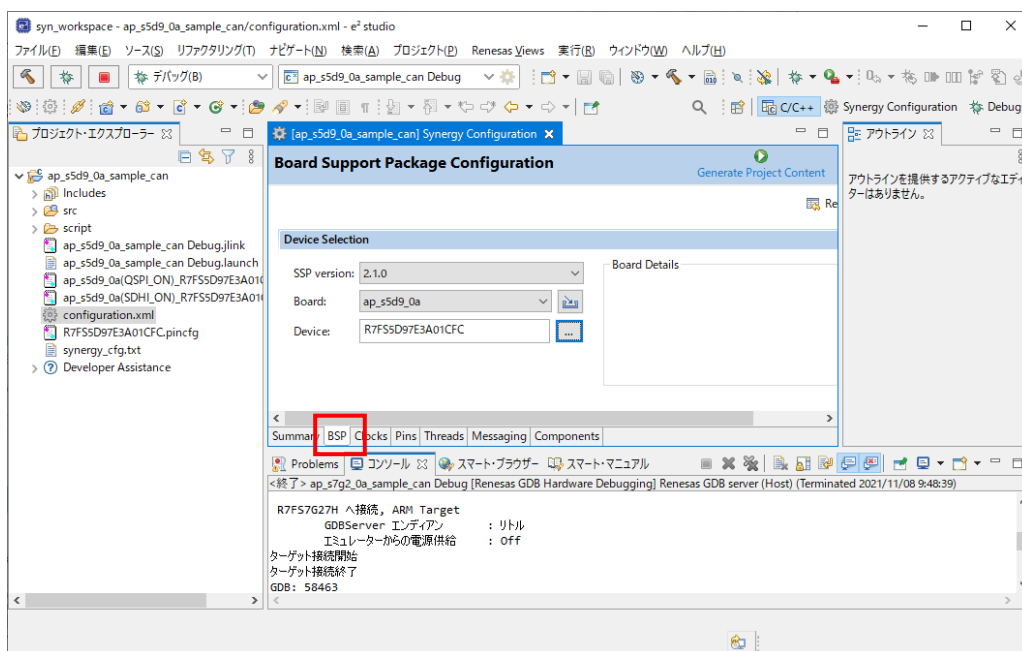 syn_workspace - ap_s5d9_0a_sample_can/configuration.xml - e² studio
ファイル(F) 編集(E) ソース(S) リファクタリング(T) ナビゲート(N) 検索(A) プロジェクト(P) Renesas Views 実行(R) ウィンドウ(W) ヘルプ(H)
デバッグ(B) ap_s5d9_0a_sample_can Debug
C/C++ Synergy Configuration Debug
プロジェクト・エクスプローラー
[ap_s5d9_0a_sample_can] Synergy Configuration
アウトライン
Board Support Package Configuration
Generate Project Content
アウトラインを提供するアクティブなエディ
ターはありません。
Re
ap_s5d9_0a_sample_can
Includes
src
script
ap_s5d9_0a_sample_can Debug.jlink
ap_s5d9_0a_sample_can Debug.launch
ap_s5d9_0a(QSPI_ON)_R7FS5D97E3A01
ap_s5d9_0a(SDHI_ON)_R7FS5D97E3A01
configuration.xml
R7FS5D97E3A01CFC.pincfg
synergy_cfg.txt
Developer Assistance
Device Selection
SSP version: 2.1.0
Board: ap_s5d9_0a
Device: R7FS5D97E3A01CFC
...
Board Details
Summary BSP Clocks Pins Threads Messaging Components
Problems コンソール スマート・ブラウザー スマート・マニュアル
<終了> ap_s7g2_0a_sample_can Debug [Renesas GDB Hardware Debugging] Renesas GDB server (Host) (Terminated 2021/11/08 9:48:39)
R7FS7G27H へ接続, ARM Target
GDBServer エンディアン : リトル
エミュレーターからの電源供給 : Off
ターゲット接続開始
ターゲット接続終了
GDB: 58463